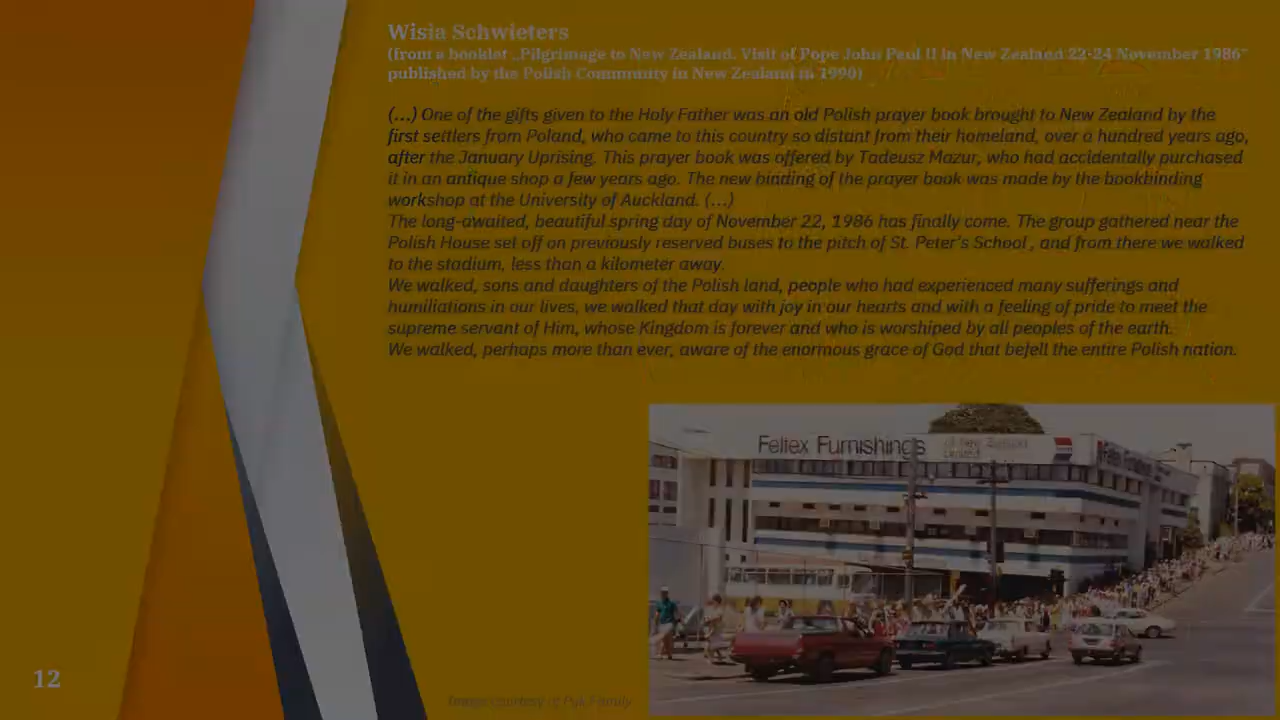 Wisia Schwieters
(from a booklet „Pilgrimage to New Zealand. Visit of Pope John Paul II in New Zealand 22-24 November 1986"
published by the Polish Community in New Zealand in 1990)
(...) One of the gifts given to the Holy Father was an old Polish prayer book brought to New Zealand by the
first settlers from Poland, who came to this country so distant from their homeland, over a hundred years ago,
after the January Uprising. This prayer book was offered by Tadeusz Mazur, who had accidentally purchased
it in an antique shop a few years ago. The new binding of the prayer book was made by the bookbinding
workshop at the University of Auckland. (...)
The long-awaited, beautiful spring day of November 22, 1986 has finally come. The group gathered near the
Polish House set off on previously reserved buses to the pitch of St. Peter's School , and from there we walked
to the stadium, less than a kilometer away.
We walked, sons and daughters of the Polish land, people who had experienced many sufferings and
humiliations in our lives, we walked that day with joy in our hearts and with a feeling of pride to meet the
supreme servant of Him, whose Kingdom is forever and who is worshiped by all peoples of the earth.
We walked, perhaps more than ever, aware of the enormous grace of God that befell the entire Polish nation.
Feltex Furnishings
of New Zealand
Limited
12
Image courtesy of Family